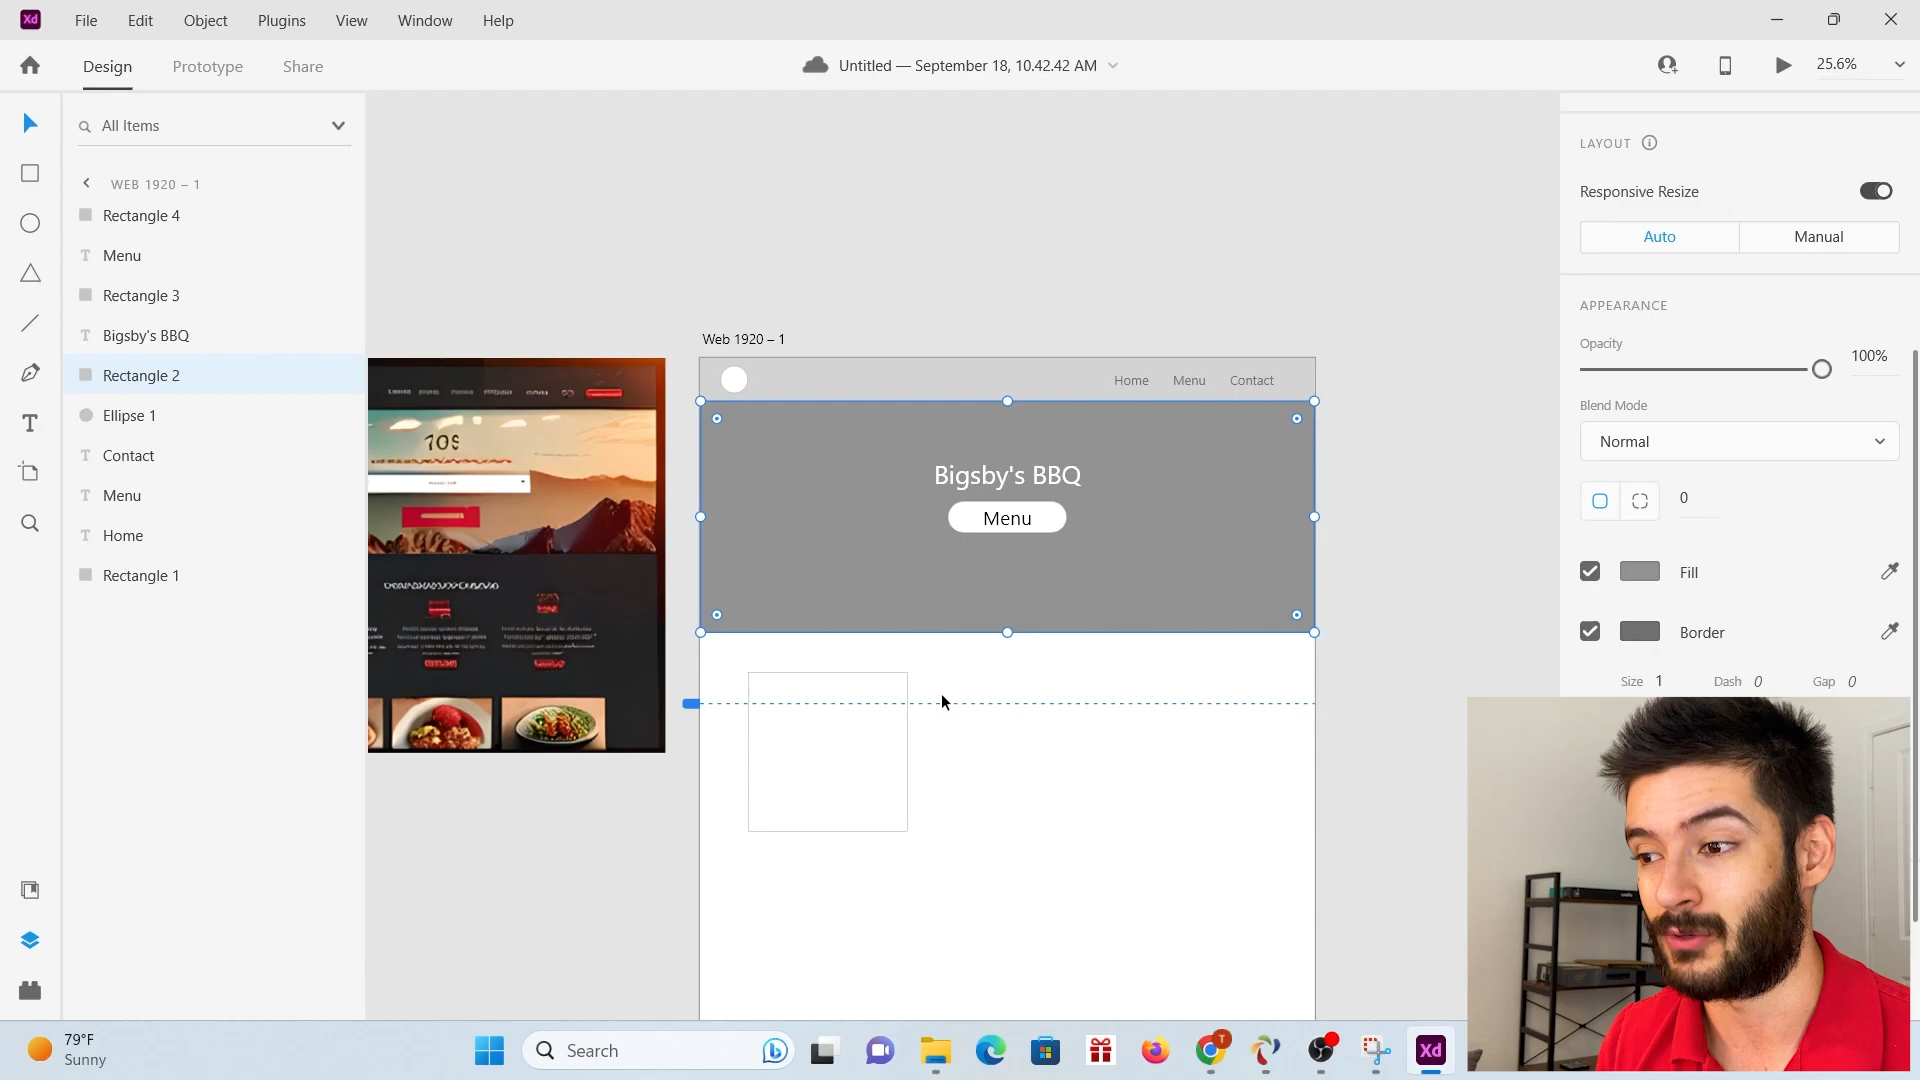 Xd File Edit Object Plugins View Window Help
Design Prototype Share
Untitled — September 18, 10.42.42 AM
25.6%
All Items
WEB 1920 – 1
Rectangle 4
Menu
Rectangle 3
Bigsby's BBQ
Rectangle 2
Ellipse 1
Contact
Menu
Home
Rectangle 1
Web 1920 – 1
Home Menu Contact
Bigsby's BBQ
Menu
LAYOUT
Responsive Resize
Auto Manual
APPEARANCE
Opacity
100%
Blend Mode
Normal
0
Fill
Border
Size 1 Dash 0 Gap 0
79°F
Sunny
Search
T
Xd